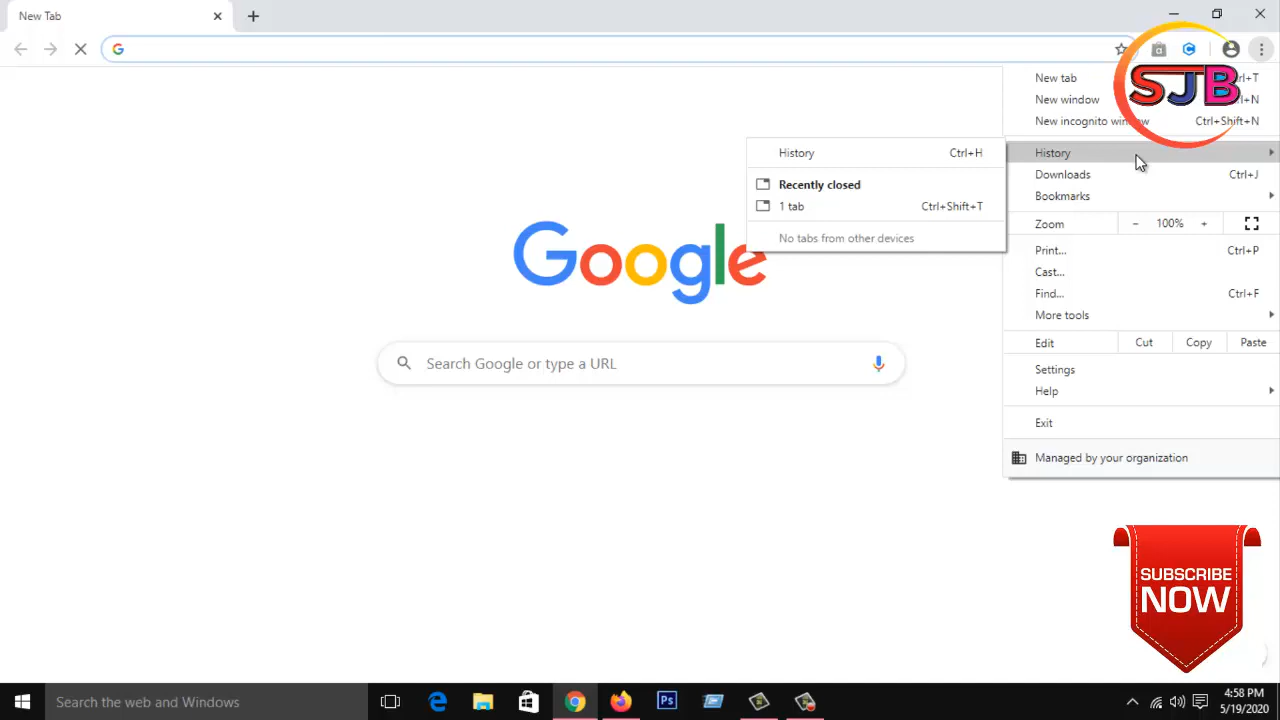 New Tab
New tab
New window
New incognito window Ctrl+Shift+N
SJB
History
History Ctrl+H
Recently closed
1 tab Ctrl+Shift+T
No tabs from other devices
Downloads Ctrl+J
Bookmarks
Zoom - 100% +
Print... Ctrl+P
Cast...
Find... Ctrl+F
More tools
Edit Cut Copy Paste
Settings
Help
Exit
Managed by your organization
Google
Search Google or type a URL
SUBSCRIBE
NOW
Search the web and Windows
Ps
4:58 PM
5/19/2020